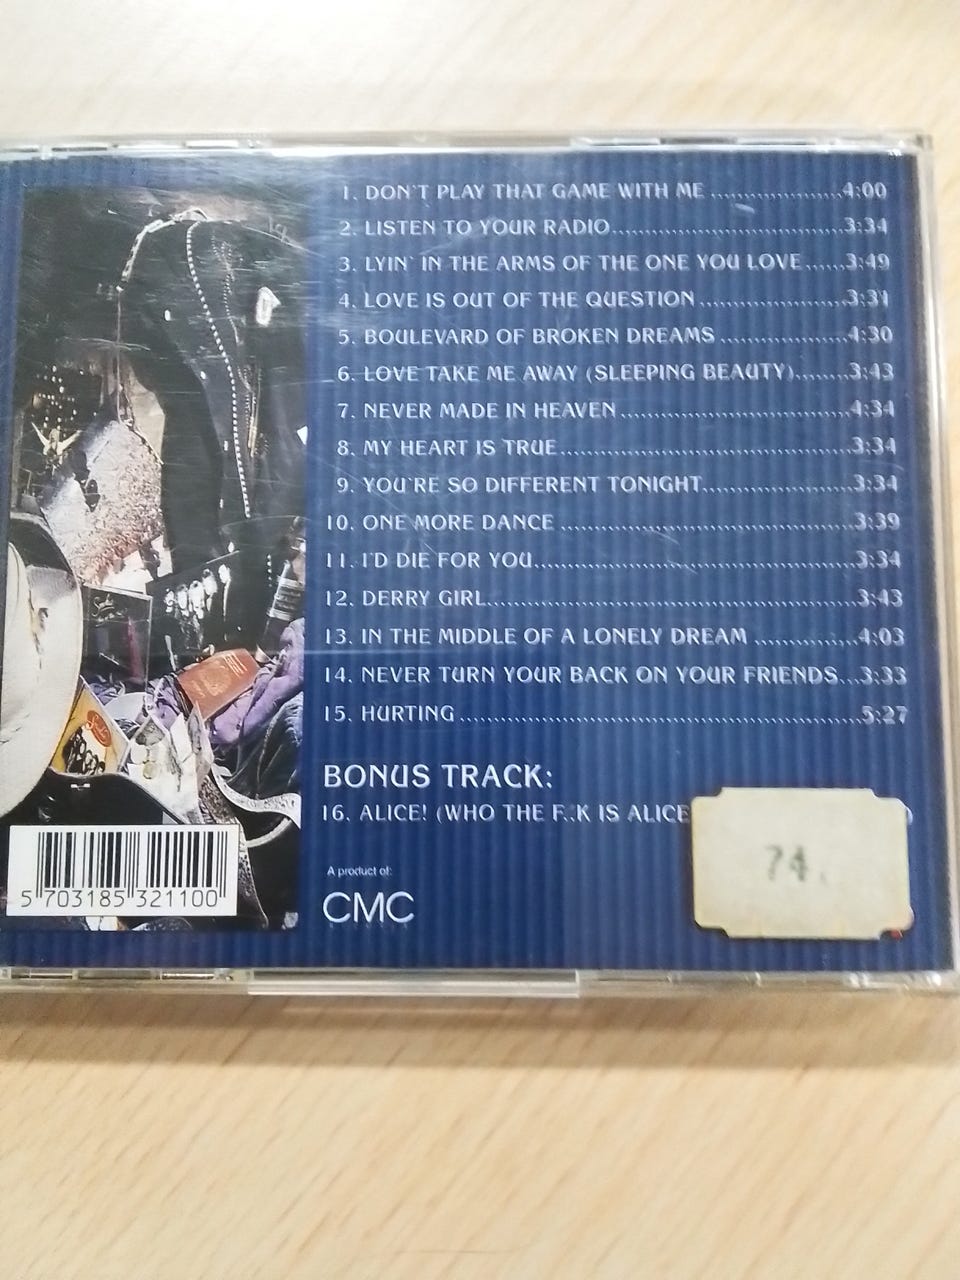 1. DON'T PLAY THAT GAME WITH ME ..................4:00
2. LISTEN TO YOUR RADIO................................3:34
3. LYIN' IN THE ARMS OF THE ONE YOU LOVE ......3:49
4. LOVE IS OUT OF THE QUESTION ....................3:31
5. BOULEVARD OF BROKEN DREAMS .................4:30
6. LOVE TAKE ME AWAY (SLEEPING BEAUTY)........3:43
7. NEVER MADE IN HEAVEN ..............................4:34
8. MY HEART IS TRUE.......................................3:34
9. YOU'RE SO DIFFERENT TONIGHT....................3:34
10. ONE MORE DANCE .......................................3:39
11. I'D DIE FOR YOU...........................................3:34
12. DERRY GIRL..................................................3:43
13. IN THE MIDDLE OF A LONELY DREAM .............4:03
14. NEVER TURN YOUR BACK ON YOUR FRIENDS...3:33
15. HURTING .....................................................5:27
BONUS TRACK:
16. ALICE! (WHO THE F..K IS ALICE )
74.
A product of:
CMC
5 703185 321100